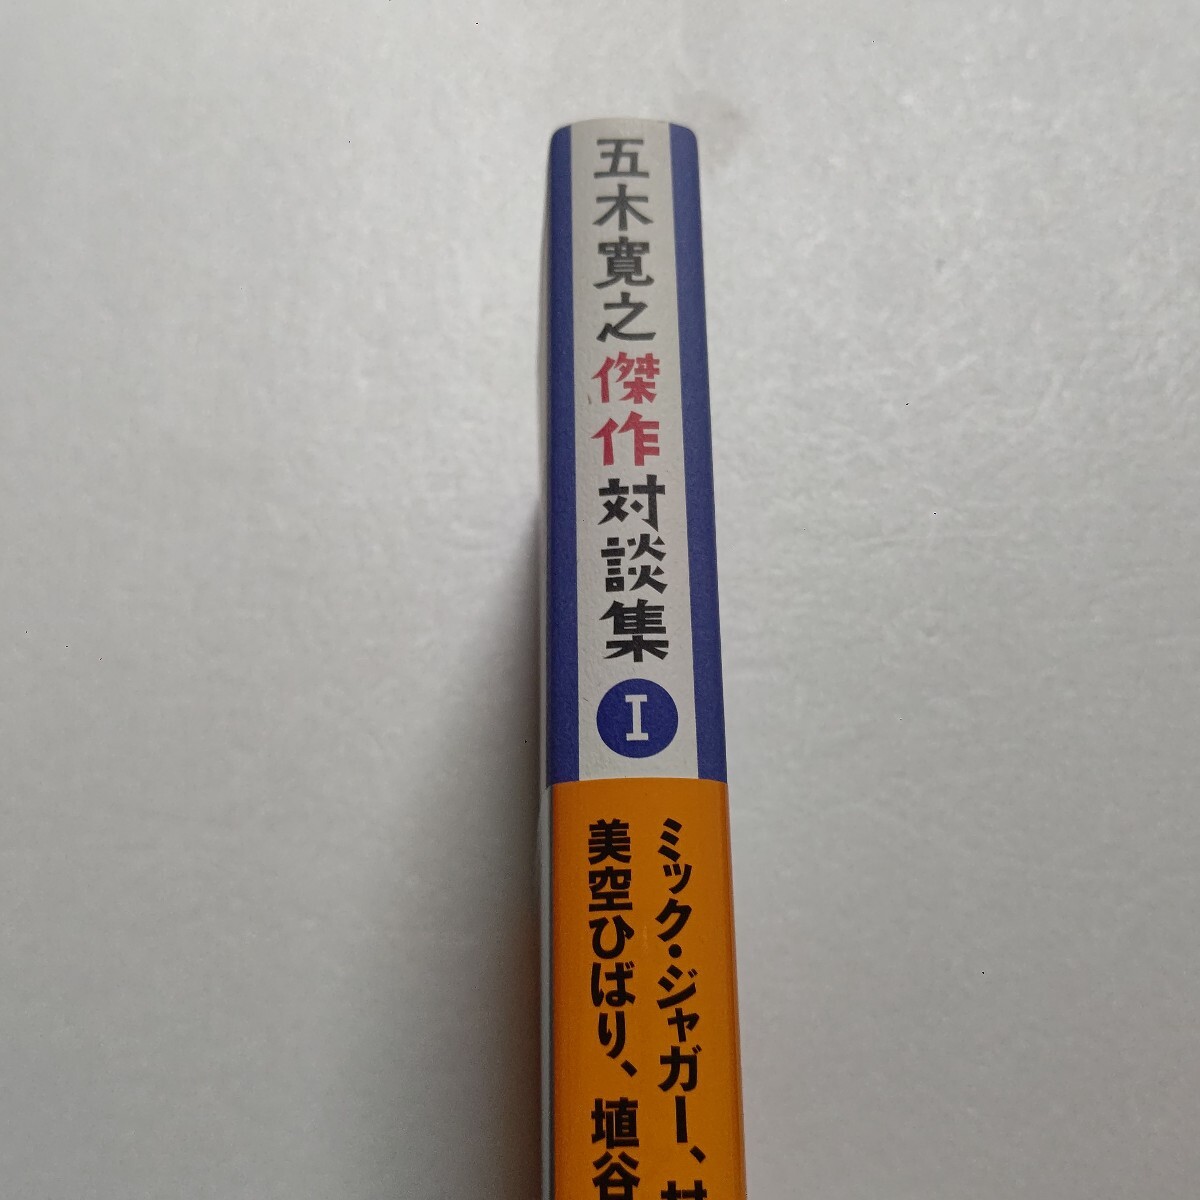 五木寛之傑作対談集
I
ミック・ジャガー、
美空ひばり、埴谷